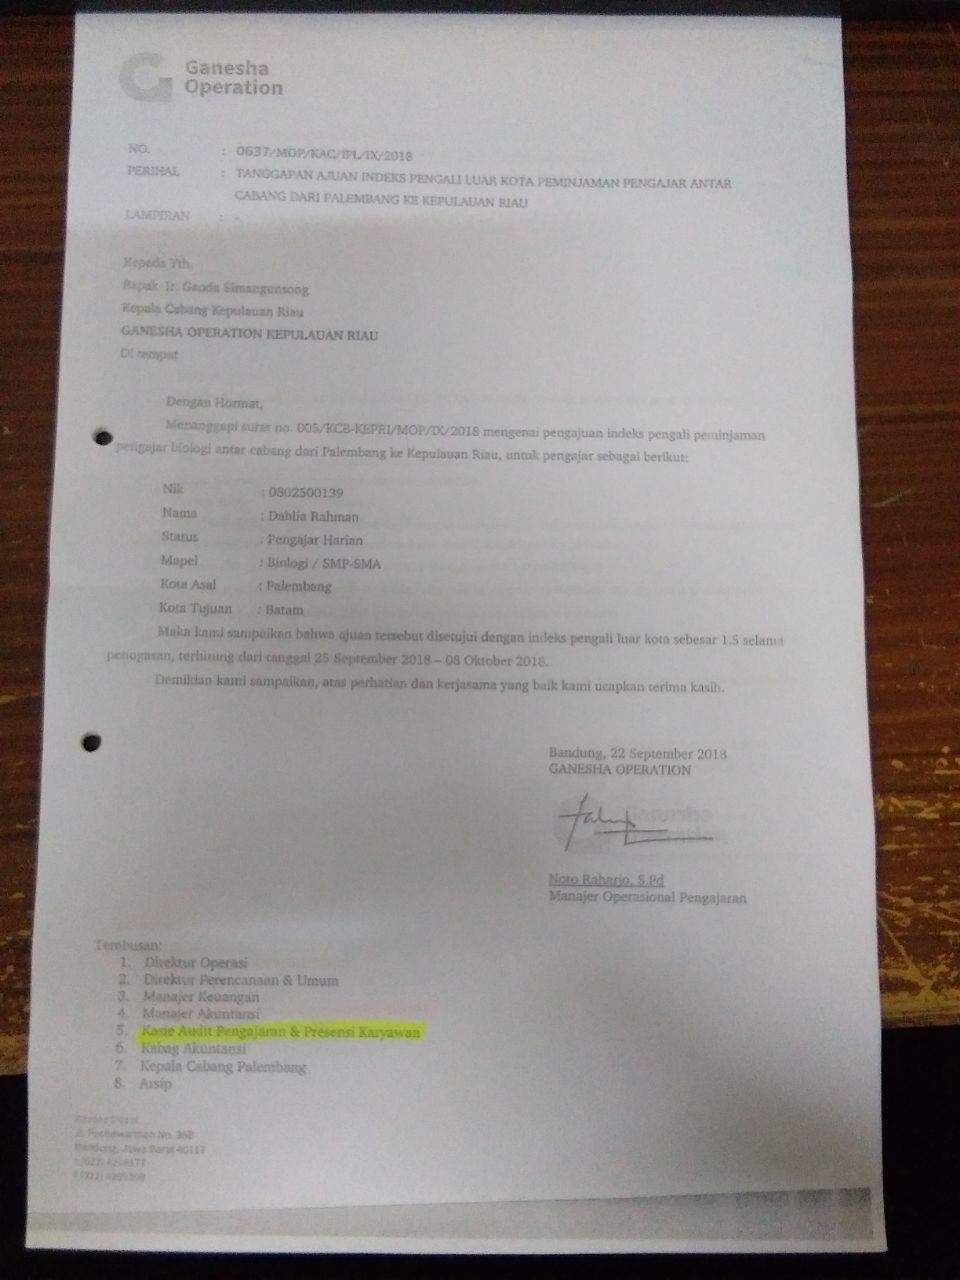 Ganesha
Operation
NO. : 0637/MOP/KAC/IPL/IX/2018
PERIHAL : TANGGAPAN AJUAN INDEKS PENGALI LUAR KOTA PEMINJAMAN PENGAJAR ANTAR
CABANG DARI PALEMBANG KE KEPULAUAN RIAU
LAMPIRAN : -
Kepada Yth,
Bapak Ir. Ganda Simangunsong
Kepala Cabang Kepulauan Riau
GANESHA OPERATION KEPULAUAN RIAU
Di tempat
Dengan Hormat,
Menanggapi surat no. 005/KCB-KEPRI/MOP/IX/2018 mengenai pengajuan indeks pengali peminjaman
pengajar biologi antar cabang dari Palembang ke Kepulauan Riau, untuk pengajar sebagai berikut:
Nik : 0802500139
Nama : Dahlia Rahman
Status : Pengajar Harian
Mapel : Biologi / SMP-SMA
Kota Asal : Palembang
Kota Tujuan : Batam
Maka kami sampaikan bahwa ajuan tersebut disetujui dengan indeks pengali luar kota sebesar 1.5 selama
penugasan, terhitung dari tanggal 25 September 2018 – 08 Oktober 2018.
Demikian kami sampaikan, atas perhatian dan kerjasama yang baik kami ucapkan terima kasih.
Bandung, 22 September 2018
GANESHA OPERATION
Ganesha
Operation
Noto Raharjo, S.Pd
Manajer Operasional Pengajaran
Tembusan:
1. Direktur Operasi
2. Direktur Perencanaan & Umum
3. Manajer Keuangan
4. Manajer Akuntansi
5. Kasie Audit Pengajaran & Presensi Karyawan
6. Kabag Akuntansi
7. Kepala Cabang Palembang
8. Arsip
Kantor Pusat
Jl. Purnawarman No. 36B
Bandung, Jawa Barat 40117